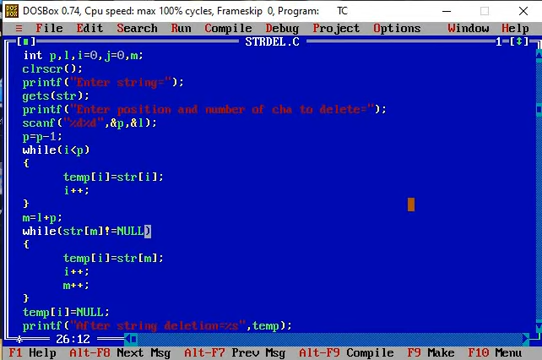 DOSBox 0.74, Cpu speed: max 100% cycles, Frameskip 0, Program: TC
≡ File Edit Search Run Compile Debug Project Options Window Help
[■] STRDEL.C 1=[↕]
int p,l,i=0,j=0,m;
clrscr();
printf("Enter string=");
gets(str);
printf("Enter position and number of cha to delete=");
scanf("%d%d",&p,&l);
p=p-1;
while(i<p)
{
temp[i]=str[i];
i++;
}
m=l+p;
while(str[m]!=NULL)
{
temp[i]=str[m];
i++;
m++;
}
temp[i]=NULL;
printf("After string deletion=%s",temp);
26:12
F1 Help Alt-F8 Next Msg Alt-F7 Prev Msg Alt-F9 Compile F9 Make F10 Menu